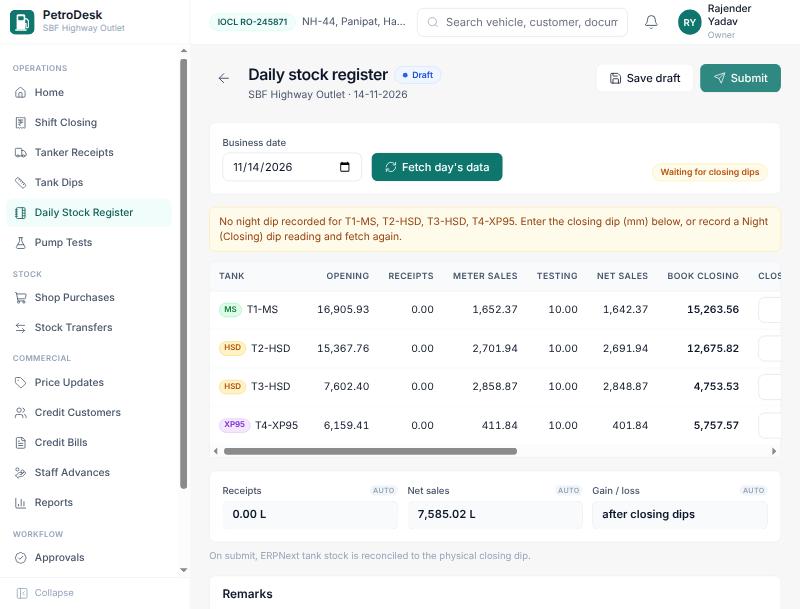 PetroDesk
SBF Highway Outlet
IOCL RO-245871
NH-44, Panipat, Ha...
Search vehicle, customer, docum
RY
Rajender
Yadav
Owner
OPERATIONS
Home
Shift Closing
Tanker Receipts
Tank Dips
Daily Stock Register
Pump Tests
STOCK
Shop Purchases
Stock Transfers
COMMERCIAL
Price Updates
Credit Customers
Credit Bills
Staff Advances
Reports
WORKFLOW
Approvals
Collapse
Daily stock register
Draft
SBF Highway Outlet · 14-11-2026
Save draft
Submit
Business date
11/14/2026
Fetch day's data
Waiting for closing dips
No night dip recorded for T1-MS, T2-HSD, T3-HSD, T4-XP95. Enter the closing dip (mm) below, or record a Night
(Closing) dip reading and fetch again.
TANK OPENING RECEIPTS METER SALES TESTING NET SALES BOOK CLOSING CLOS
MS T1-MS 16,905.93 0.00 1,652.37 10.00 1,642.37 15,263.56
HSD T2-HSD 15,367.76 0.00 2,701.94 10.00 2,691.94 12,675.82
HSD T3-HSD 7,602.40 0.00 2,858.87 10.00 2,848.87 4,753.53
XP95 T4-XP95 6,159.41 0.00 411.84 10.00 401.84 5,757.57
Receipts AUTO
0.00 L
Net sales AUTO
7,585.02 L
Gain / loss AUTO
after closing dips
On submit, ERPNext tank stock is reconciled to the physical closing dip.
Remarks